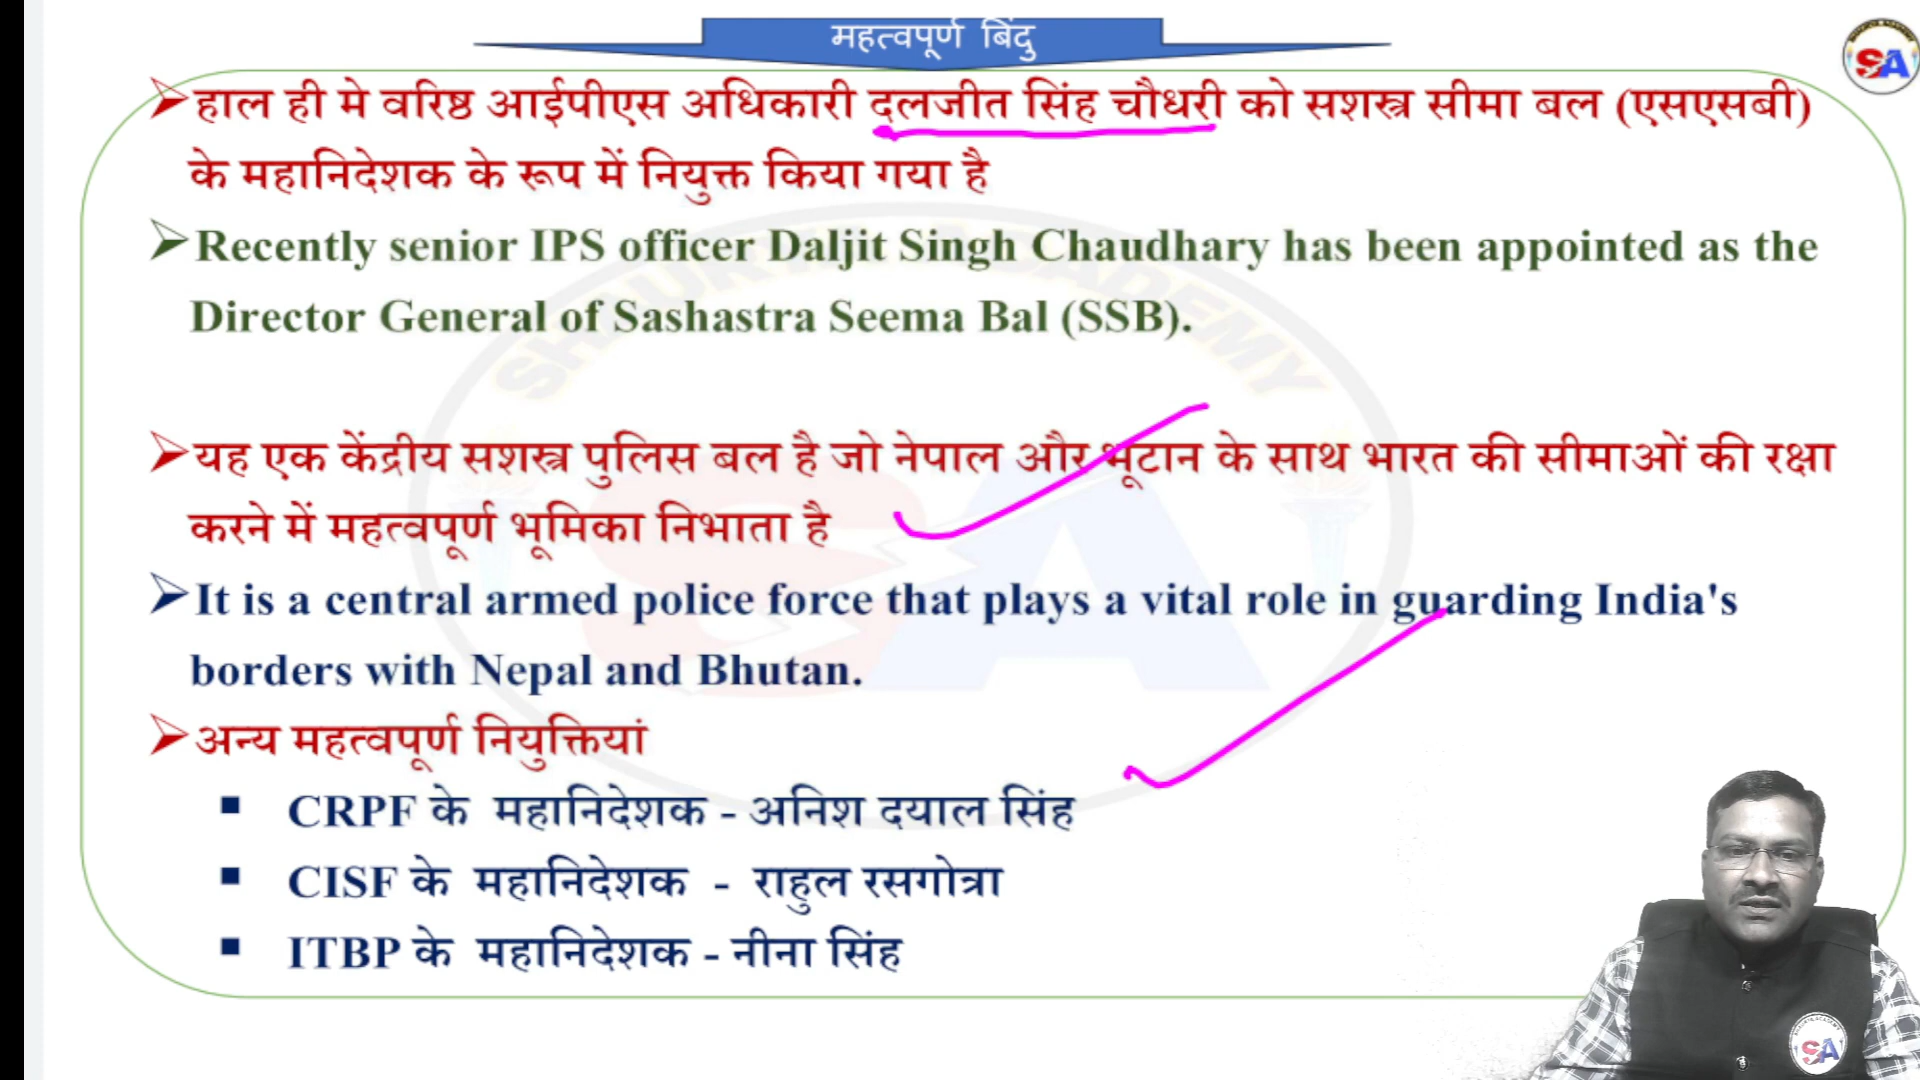 महत्वपूर्ण बिंदु
SA
हाल ही मे वरिष्ठ आईपीएस अधिकारी दलजीत सिंह चौधरी को सशस्त्र सीमा बल (एसएसबी)
के महानिदेशक के रूप में नियुक्त किया गया है
Recently senior IPS officer Daljit Singh Chaudhary has been appointed as the
Director General of Sashastra Seema Bal (SSB).
SHAURYA ACADEMY
यह एक केंद्रीय सशस्त्र पुलिस बल है जो नेपाल और भूटान के साथ भारत की सीमाओं की रक्षा
करने में महत्वपूर्ण भूमिका निभाता है
SA
It is a central armed police force that plays a vital role in guarding India's
borders with Nepal and Bhutan.
अन्य महत्वपूर्ण नियुक्तियां
CRPF के महानिदेशक - अनिश दयाल सिंह
CISF के महानिदेशक - राहुल रसगोत्रा
ITBP के महानिदेशक - नीना सिंह
SA